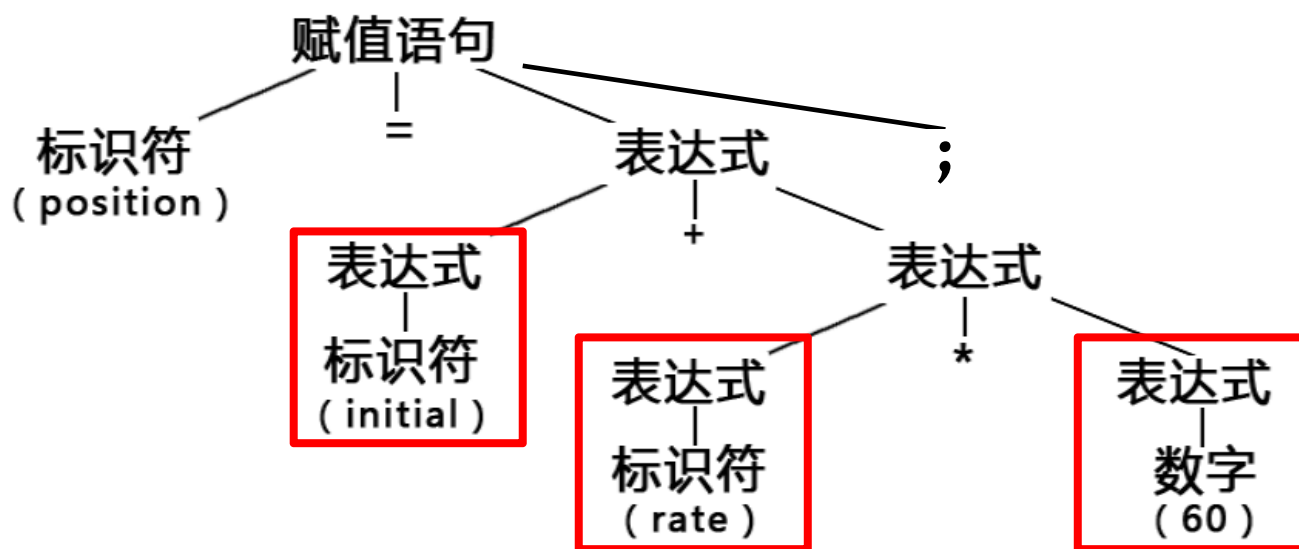 赋值语句
标识符
(position)
=
表达式
;
表达式
标识符
(initial)
+
表达式
表达式
标识符
(rate)
*
表达式
数字
(60)